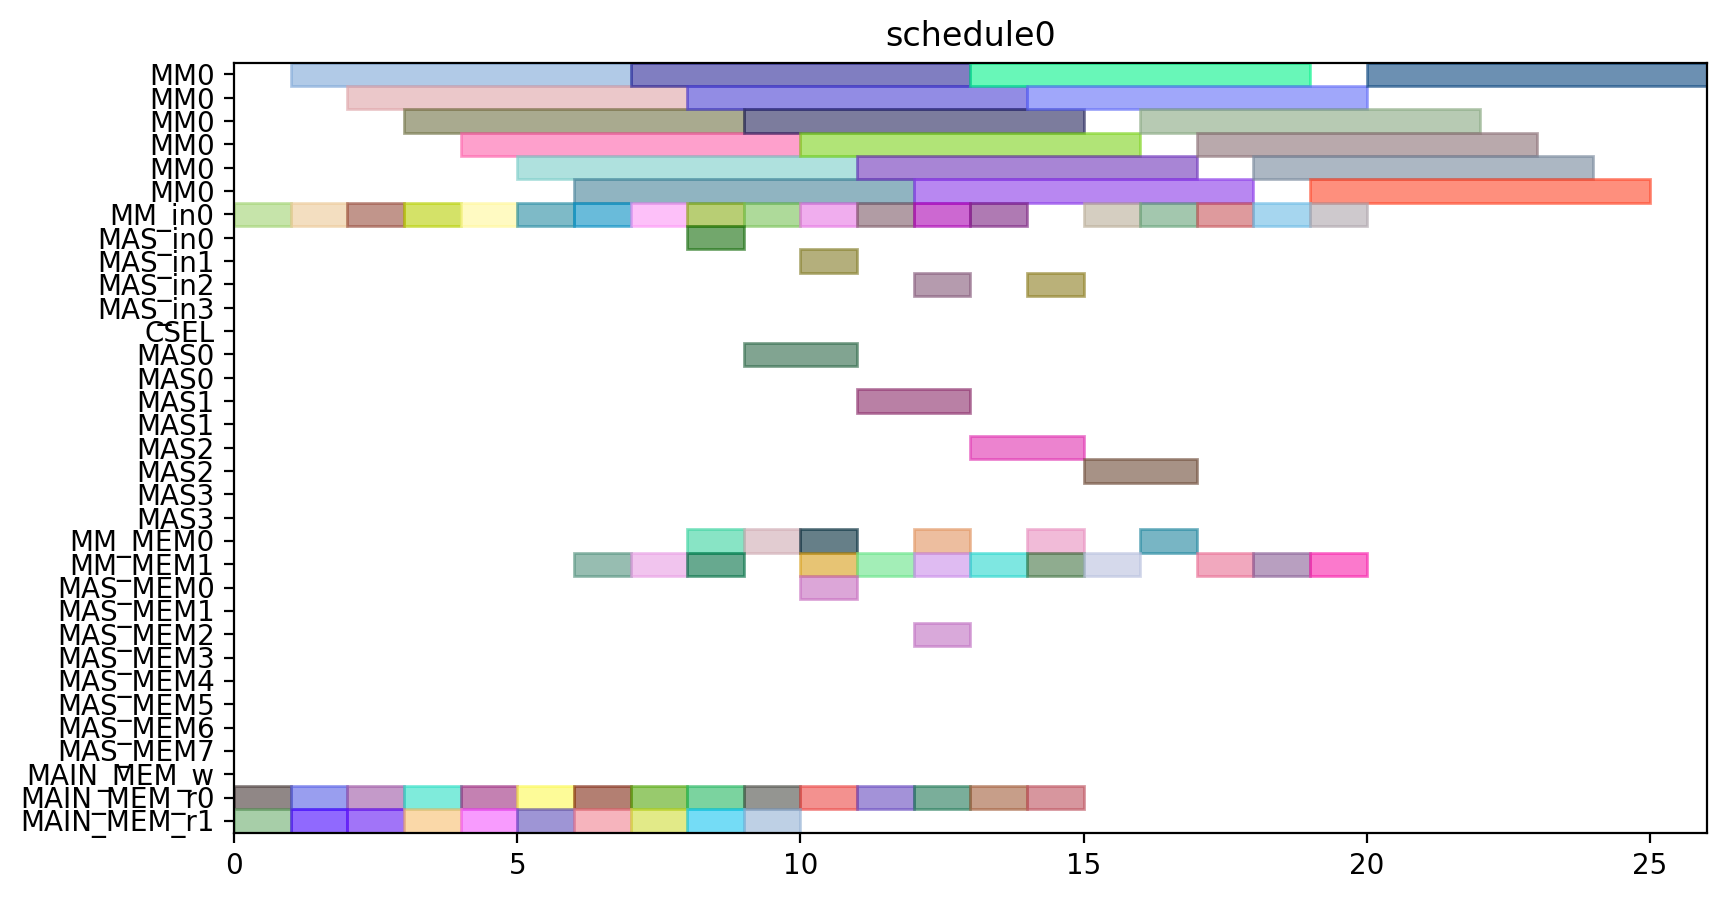 schedule0
MM0
MM0
MM0
MM0
MM0
MM0
MM_in0
MAS_in0
MAS_in1
MAS_in2
MAS_in3
CSEL
MAS0
MAS0
MAS1
MAS1
MAS2
MAS2
MAS3
MAS3
MM_MEM0
MM_MEM1
MAS_MEM0
MAS_MEM1
MAS_MEM2
MAS_MEM3
MAS_MEM4
MAS_MEM5
MAS_MEM6
MAS_MEM7
MAIN_MEM_w
MAIN_MEM_r0
MAIN_MEM_r1
0 5 10 15 20 25